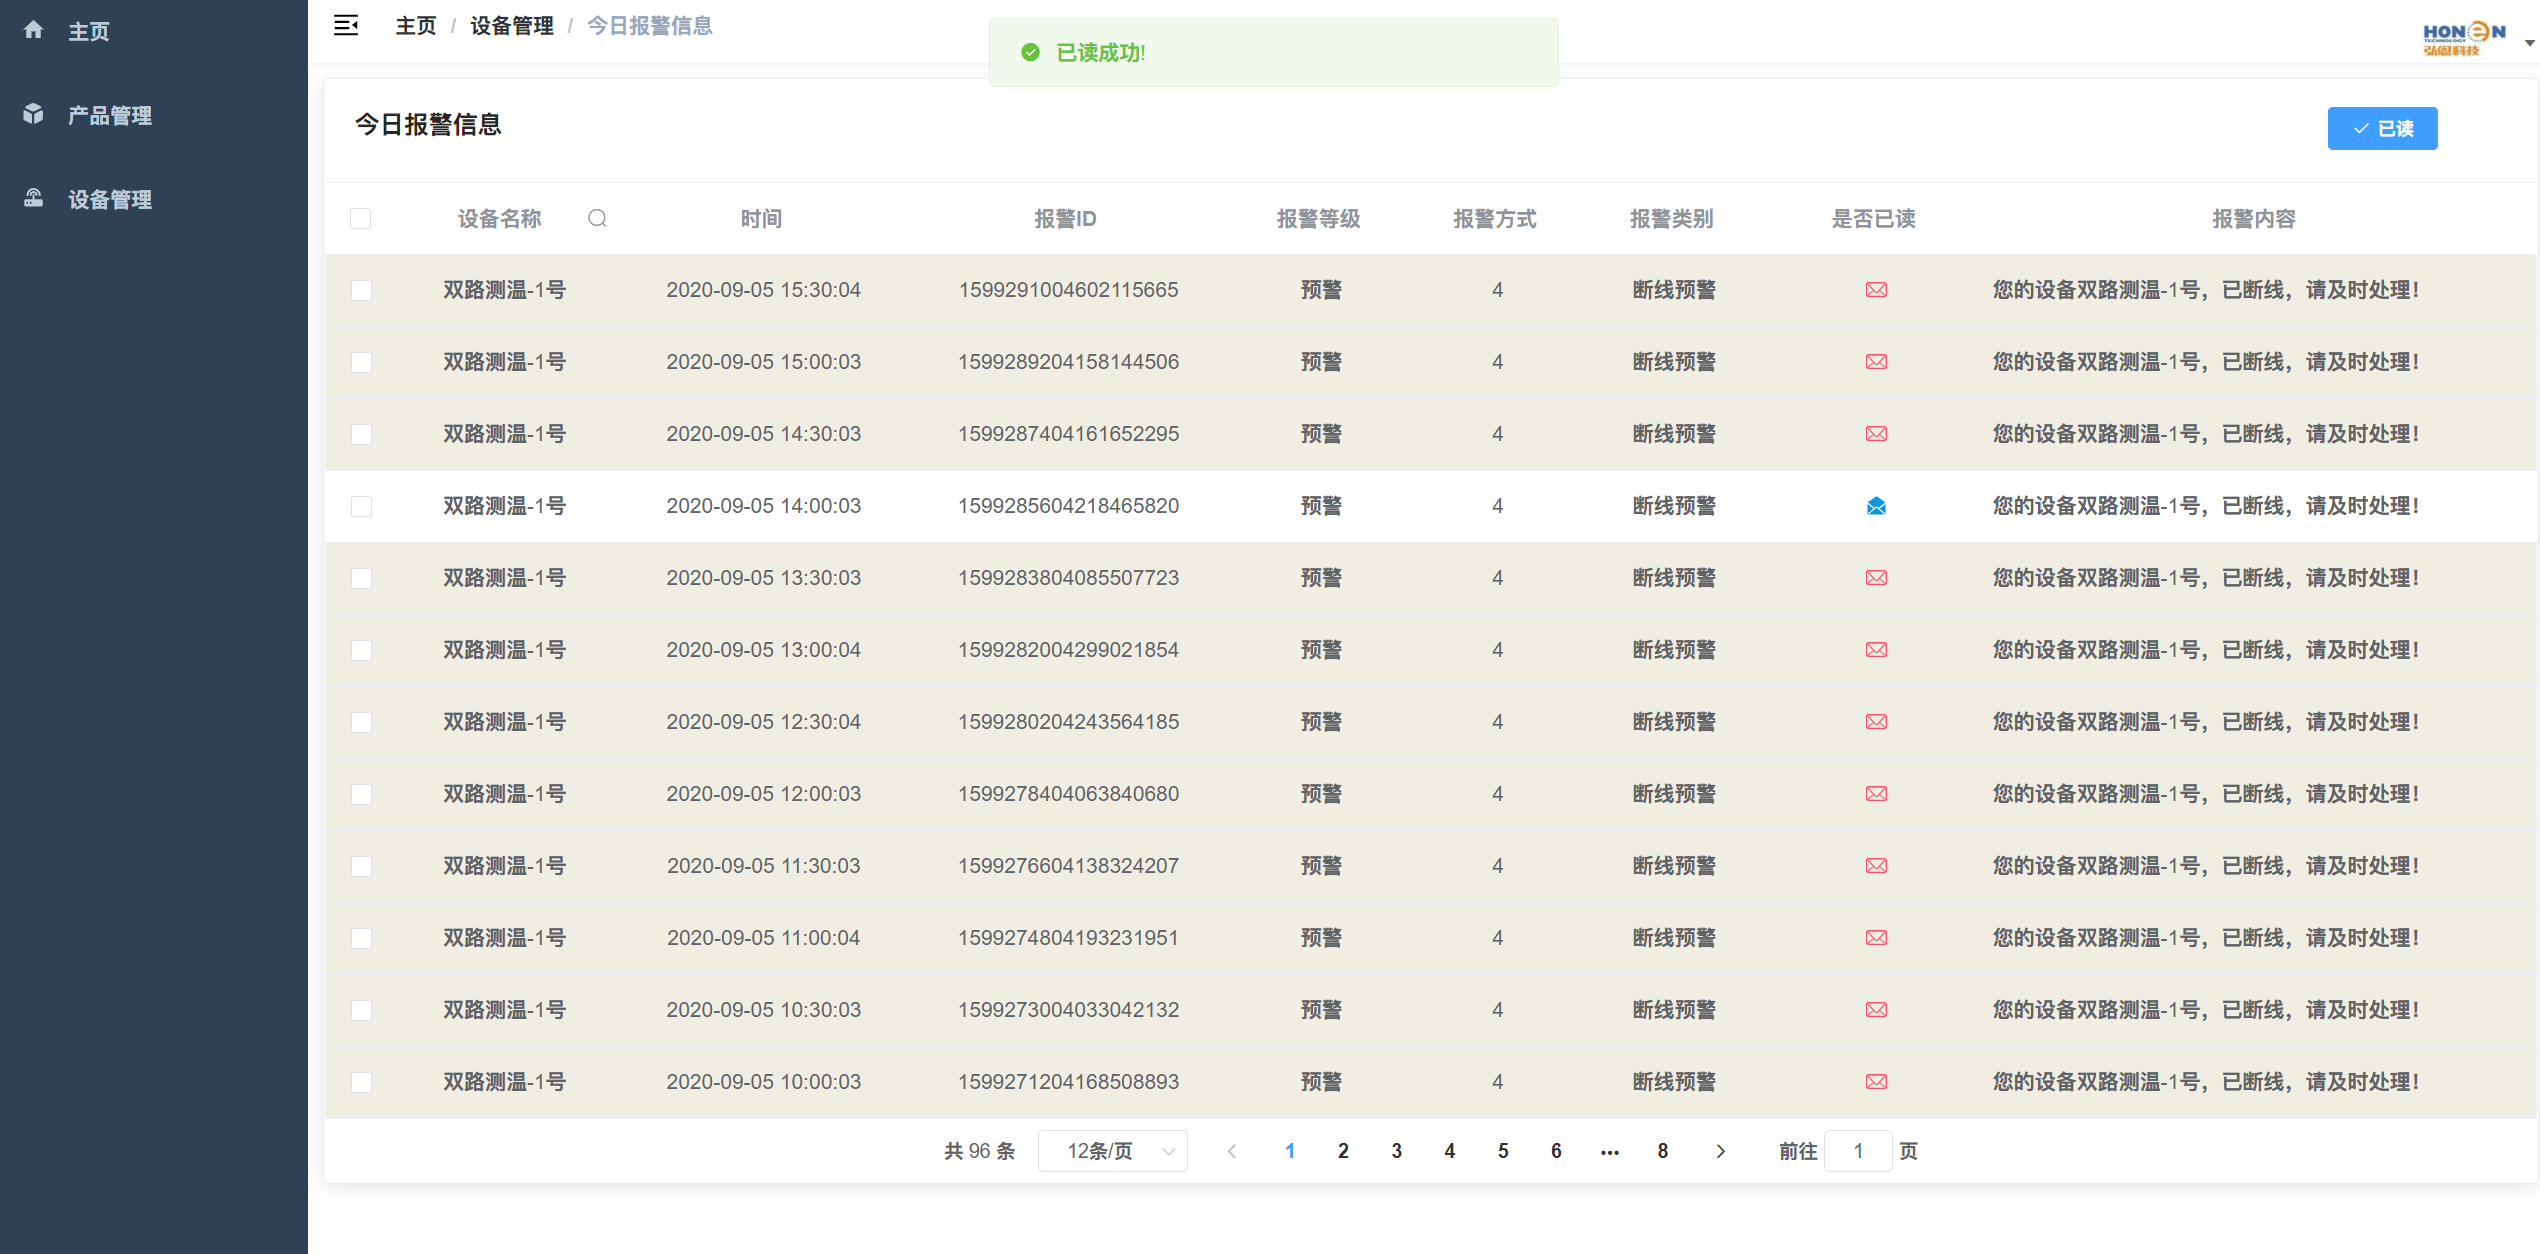 主页
产品管理
设备管理
主页 / 设备管理 / 今日报警信息
已读成功!
HONEN
TECHNOLOGY
弘恩科技
今日报警信息
已读
设备名称 时间 报警ID 报警等级 报警方式 报警类别 是否已读 报警内容
双路测温-1号 2020-09-05 15:30:04 1599291004602115665 预警 4 断线预警 您的设备双路测温-1号，已断线，请及时处理！
双路测温-1号 2020-09-05 15:00:03 1599289204158144506 预警 4 断线预警 您的设备双路测温-1号，已断线，请及时处理！
双路测温-1号 2020-09-05 14:30:03 1599287404161652295 预警 4 断线预警 您的设备双路测温-1号，已断线，请及时处理！
双路测温-1号 2020-09-05 14:00:03 1599285604218465820 预警 4 断线预警 您的设备双路测温-1号，已断线，请及时处理！
双路测温-1号 2020-09-05 13:30:03 1599283804085507723 预警 4 断线预警 您的设备双路测温-1号，已断线，请及时处理！
双路测温-1号 2020-09-05 13:00:04 1599282004299021854 预警 4 断线预警 您的设备双路测温-1号，已断线，请及时处理！
双路测温-1号 2020-09-05 12:30:04 1599280204243564185 预警 4 断线预警 您的设备双路测温-1号，已断线，请及时处理！
双路测温-1号 2020-09-05 12:00:03 1599278404063840680 预警 4 断线预警 您的设备双路测温-1号，已断线，请及时处理！
双路测温-1号 2020-09-05 11:30:03 1599276604138324207 预警 4 断线预警 您的设备双路测温-1号，已断线，请及时处理！
双路测温-1号 2020-09-05 11:00:04 1599274804193231951 预警 4 断线预警 您的设备双路测温-1号，已断线，请及时处理！
双路测温-1号 2020-09-05 10:30:03 1599273004033042132 预警 4 断线预警 您的设备双路测温-1号，已断线，请及时处理！
双路测温-1号 2020-09-05 10:00:03 1599271204168508893 预警 4 断线预警 您的设备双路测温-1号，已断线，请及时处理！
共 96 条 12条/页 1 2 3 4 5 6 ••• 8 前往 1 页